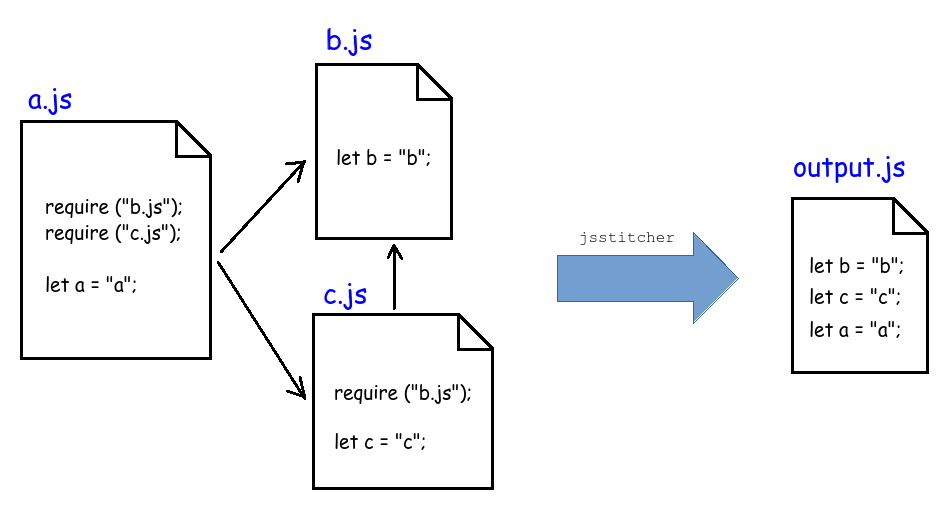 a.js
require ("b.js");
require ("c.js");
let a = "a";
b.js
let b = "b";
c.js
require ("b.js");
let c = "c";
jsstitcher
output.js
let b = "b";
let c = "c";
let a = "a";